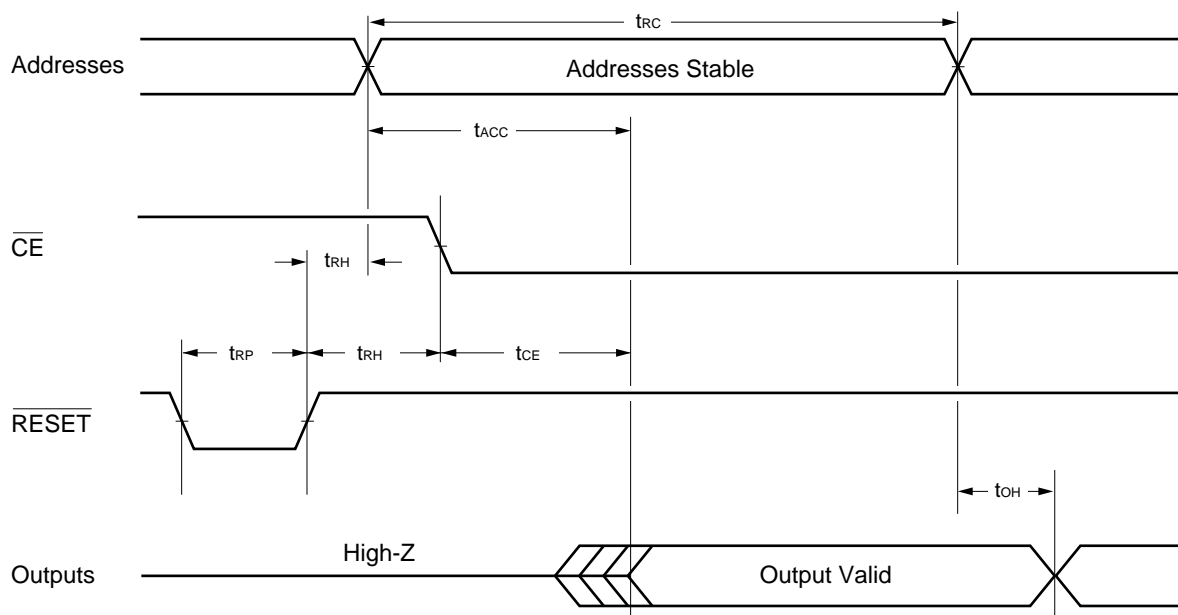 tRC
Addresses
Addresses Stable
tACC
CE
tRH
tRP
tRH
tCE
RESET
tOH
High-Z
Outputs
Output Valid